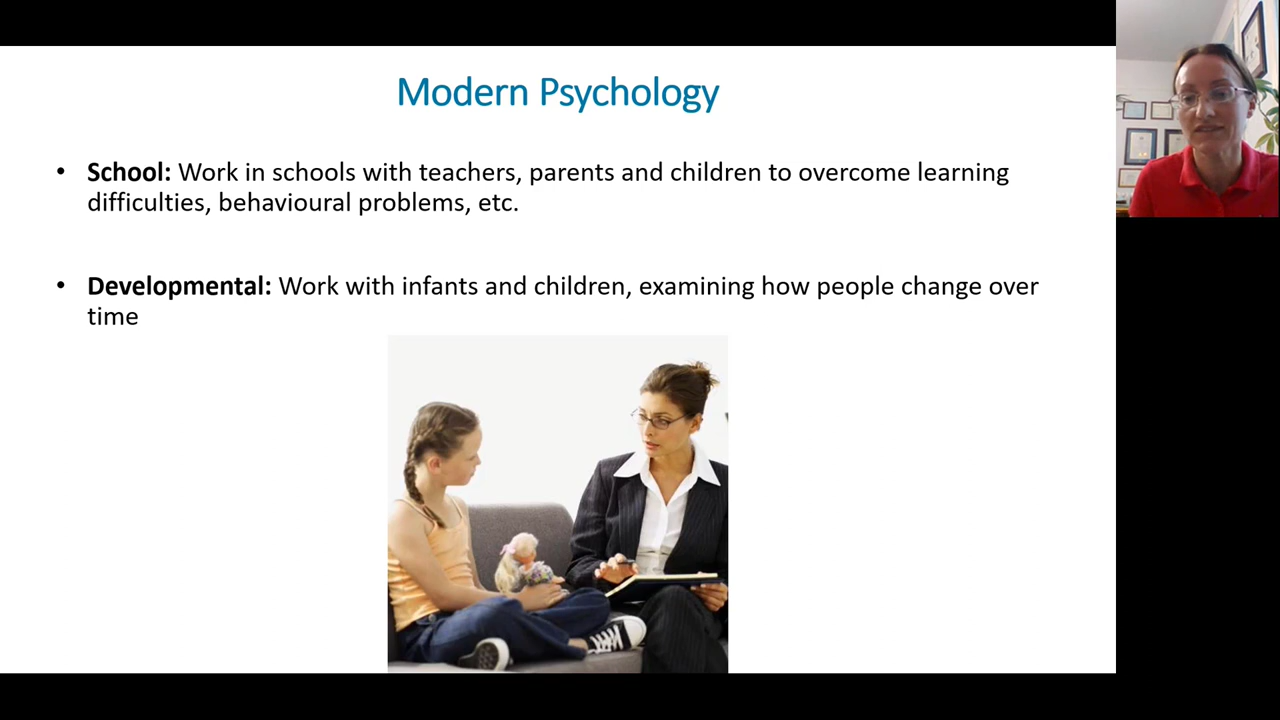 Modern Psychology
• School: Work in schools with teachers, parents and children to overcome learning
difficulties, behavioural problems, etc.
• Developmental: Work with infants and children, examining how people change over
time